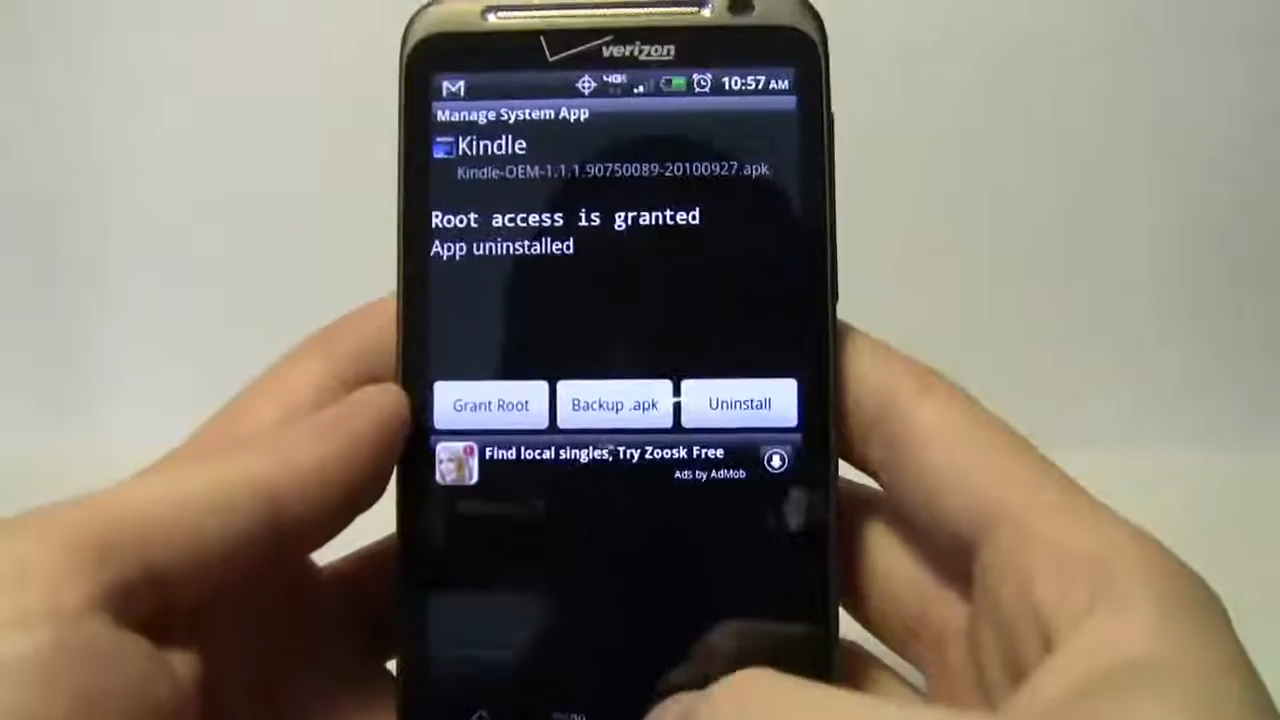 verizon
4G
10:57 AM
Manage System App
Kindle
Kindle-OEM-1.1.1.90750089-20100927.apk
Root access is granted
App uninstalled
Grant Root
Backup .apk
Uninstall
Find local singles, Try Zoosk Free
Ads by AdMob